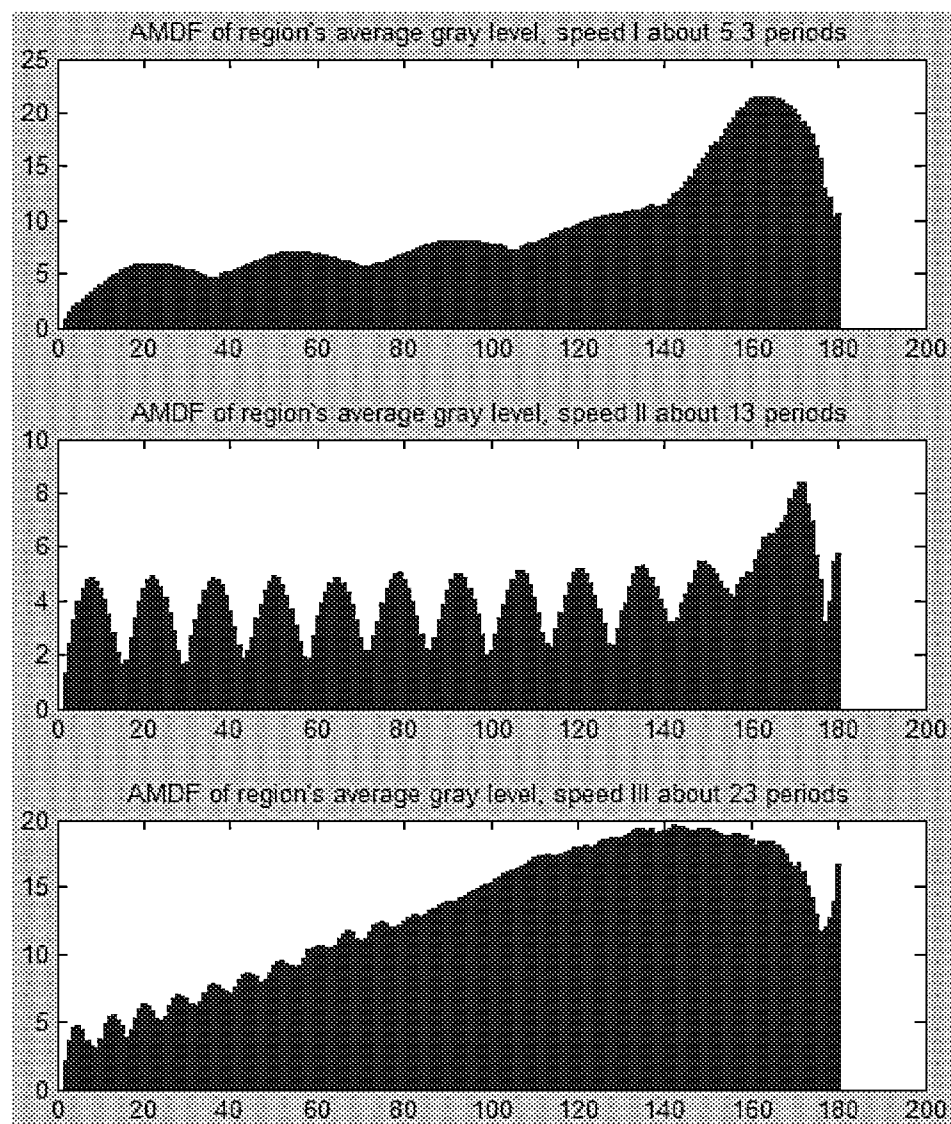 AMDF of region's average gray level, speed I about 5.3 periods
25
20
15
10
5
0
0 20 40 60 80 100 120 140 160 180 200
AMDF of region's average gray level, speed II about 13 periods
10
8
6
4
2
0
0 20 40 60 80 100 120 140 160 180 200
AMDF of region's average gray level, speed III about 23 periods
20
15
10
5
0
0 20 40 60 80 100 120 140 160 180 200